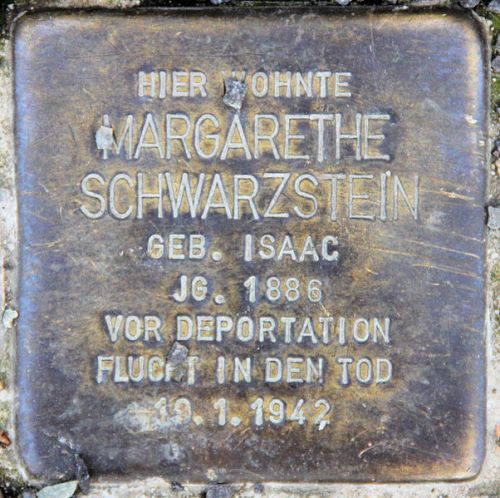 HIER WOHNTE
MARGARETHE
SCHWARZSTEIN
GEB. ISAAC
JG. 1886
VOR DEPORTATION
FLUCHT IN DEN TOD
19.1.1942